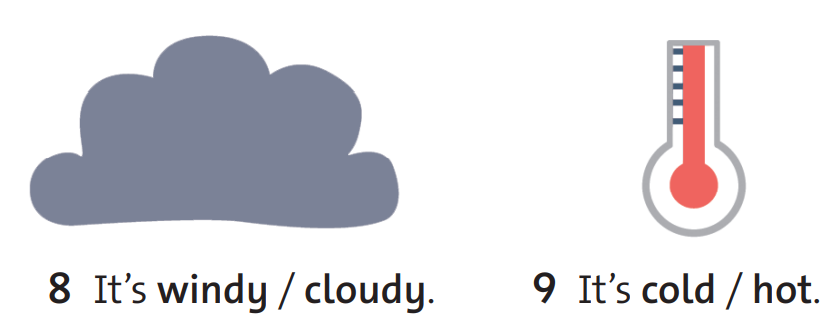 8 It's windy / cloudy.
9 It's cold / hot.